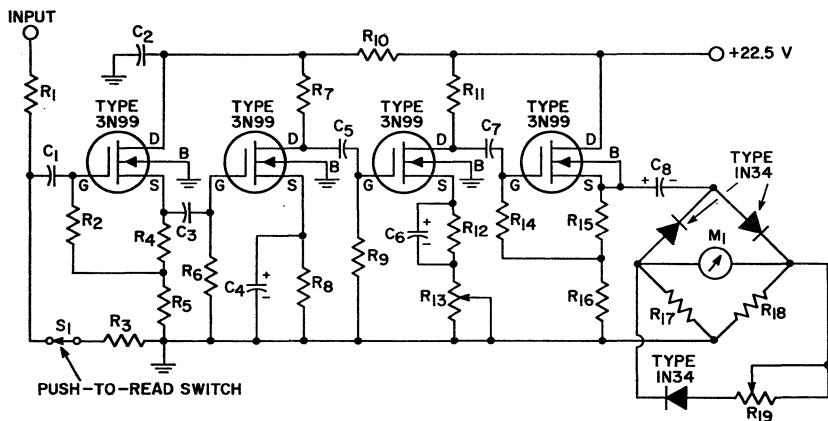 INPUT
C2
R10
+22.5 V
R1
TYPE
3N99
R7
TYPE
3N99
R11
TYPE
3N99
TYPE
3N99
C1
D
B
G
S
C5
D
B
G
S
C7
D
B
G
S
D
B
G
S
C8
+ -
TYPE
IN34
R2
R4
C3
R6
C4
+
-
R8
R9
C6
+
-
R12
R13
R14
R15
R16
M1
R17
R18
R5
S1
R3
PUSH-TO-READ SWITCH
TYPE
IN34
R19